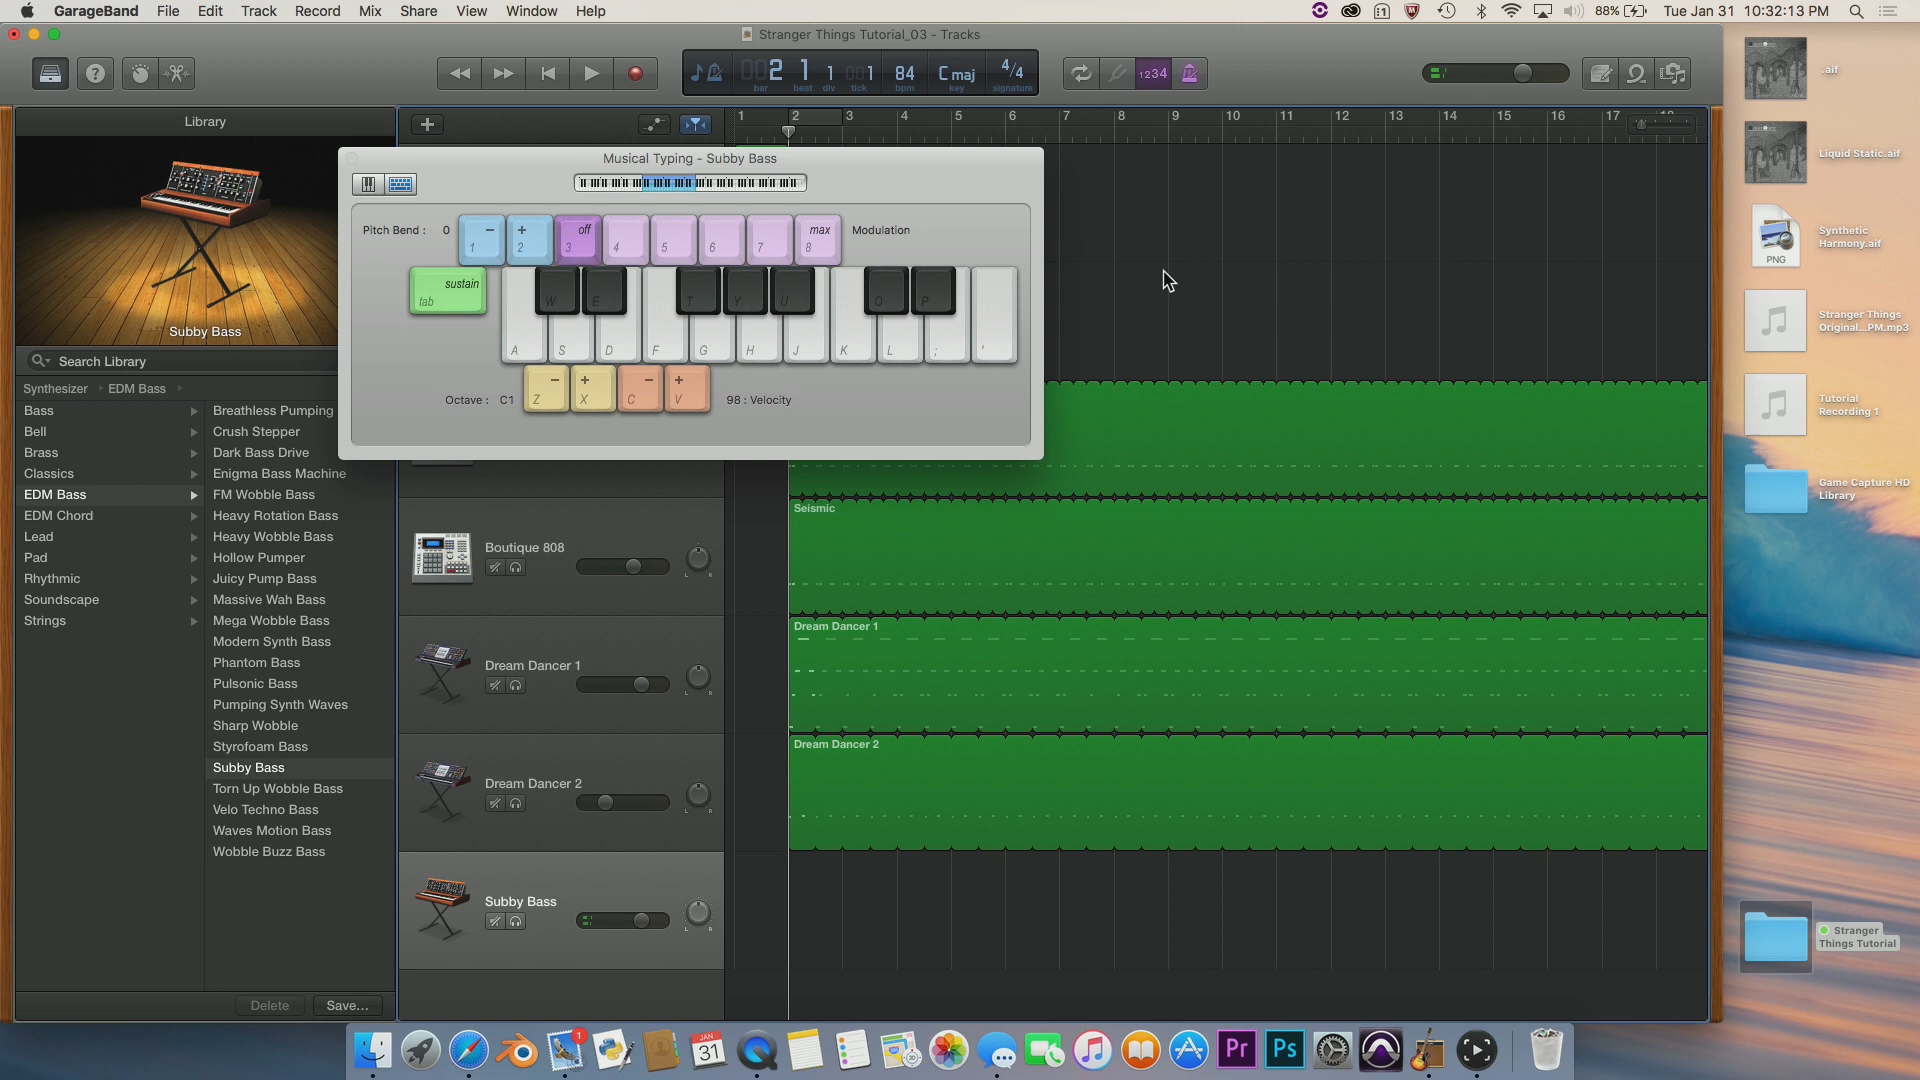 GarageBand File Edit Track Record Mix Share View Window Help
88% Tue Jan 31 10:32:13 PM
Stranger Things Tutorial_03 - Tracks
002 1 1 001
bar beat div tick
84
bpm
Cmaj
key
4/4
signature
1234
Library
Subby Bass
Search Library
Synthesizer EDM Bass
Bass
Bell
Brass
Classics
EDM Bass
EDM Chord
Lead
Pad
Rhythmic
Soundscape
Strings
Breathless Pumping
Crush Stepper
Dark Bass Drive
Enigma Bass Machine
FM Wobble Bass
Heavy Rotation Bass
Heavy Wobble Bass
Hollow Pumper
Juicy Pump Bass
Massive Wah Bass
Mega Wobble Bass
Modern Synth Bass
Phantom Bass
Pulsonic Bass
Pumping Synth Waves
Sharp Wobble
Styrofoam Bass
Subby Bass
Torn Up Wobble Bass
Velo Techno Bass
Waves Motion Bass
Wobble Buzz Bass
Delete Save...
1 2 3 4 5 6 7 8 9 10 11 12 13 14 15 16 17
Musical Typing - Subby Bass
Pitch Bend : 0
− + off max
1 2 3 4 5 6 7 8
Modulation
sustain
tab
W E T Y U O P
A S D F G H J K L ; '
Octave : C1
− + − +
Z X C V
98 : Velocity
Boutique 808
L R
Dream Dancer 1
L R
Dream Dancer 2
L R
Subby Bass
L R
Seismic
Dream Dancer 1
Dream Dancer 2
.aif
Liquid Static.aif
PNG
Synthetic
Harmony.aif
Stranger Things
Original...PM.mp3
Tutorial
Recording 1
Game Capture HD
Library
Stranger
Things Tutorial
1
JAN
31
3D
Pr
Ps